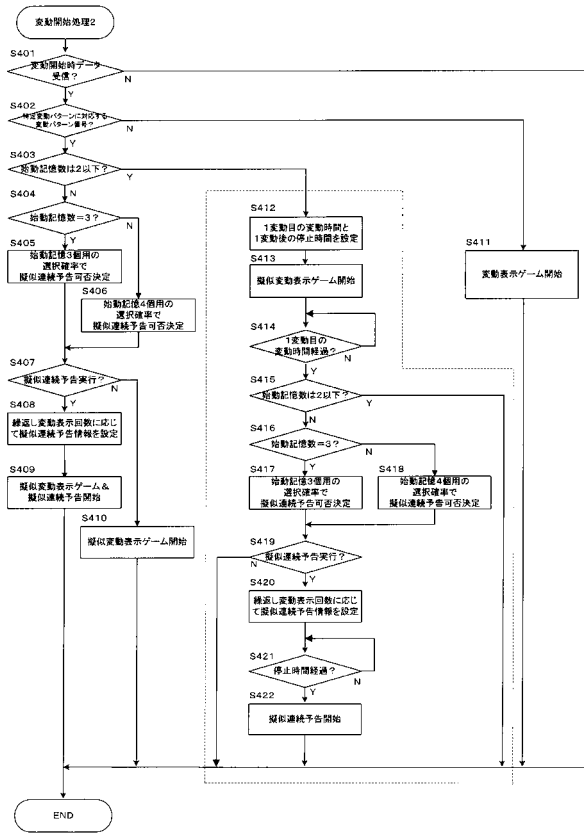 変動開始処理2
S401
変動開始時データ
受信?
N
Y
S402
特定変動パターンに対応する
変動パターン番号?
N
Y
S403
始動記憶数は2以下?
Y
N
S404
始動記憶数=3?
N
Y
S405
始動記憶3個用の
選択確率で
擬似連続予告可否決定
S406
始動記憶4個用の
選択確率で
擬似連続予告可否決定
S407
擬似連続予告実行?
N
Y
S408
繰返し変動表示回数に応じ
て擬似連続予告情報を設定
S409
擬似変動表示ゲーム&
擬似連続予告開始
S410
擬似変動表示ゲーム開始
S412
1変動目の変動時間と
1変動後の停止時間を設定
S413
擬似変動表示ゲーム開始
S414
1変動目の
変動時間経過?
N
Y
S415
始動記憶数は2以下?
Y
N
S416
始動記憶数=3?
N
Y
S417
始動記憶3個用の
選択確率で
擬似連続予告可否決定
S418
始動記憶4個用の
選択確率で
擬似連続予告可否決定
S419
擬似連続予告実行?
N
Y
S420
繰返し変動表示回数に応じ
て擬似連続予告情報を設定
S421
停止時間経過?
N
Y
S422
擬似連続予告開始
S411
変動表示ゲーム開始
END